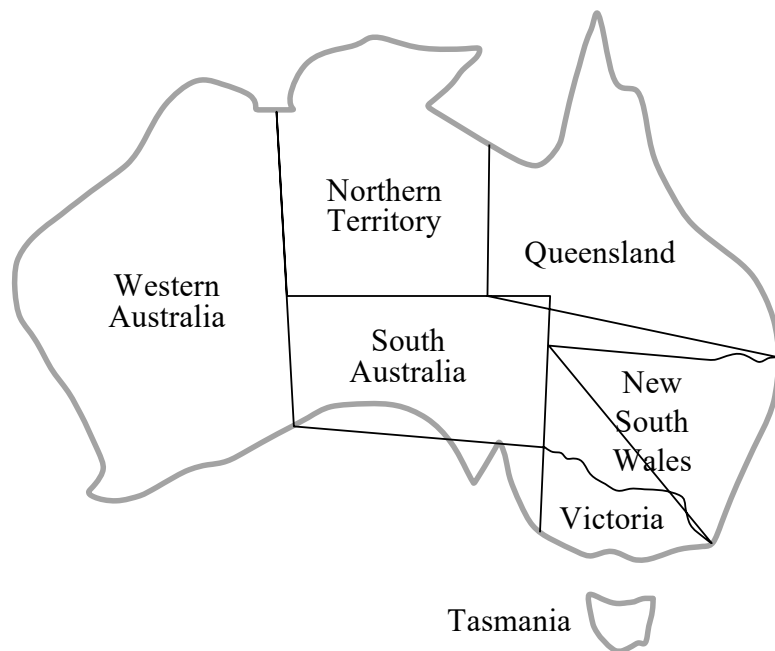 Northern
Territory
Queensland
Western
Australia
South
Australia
New
South
Wales
Victoria
Tasmania